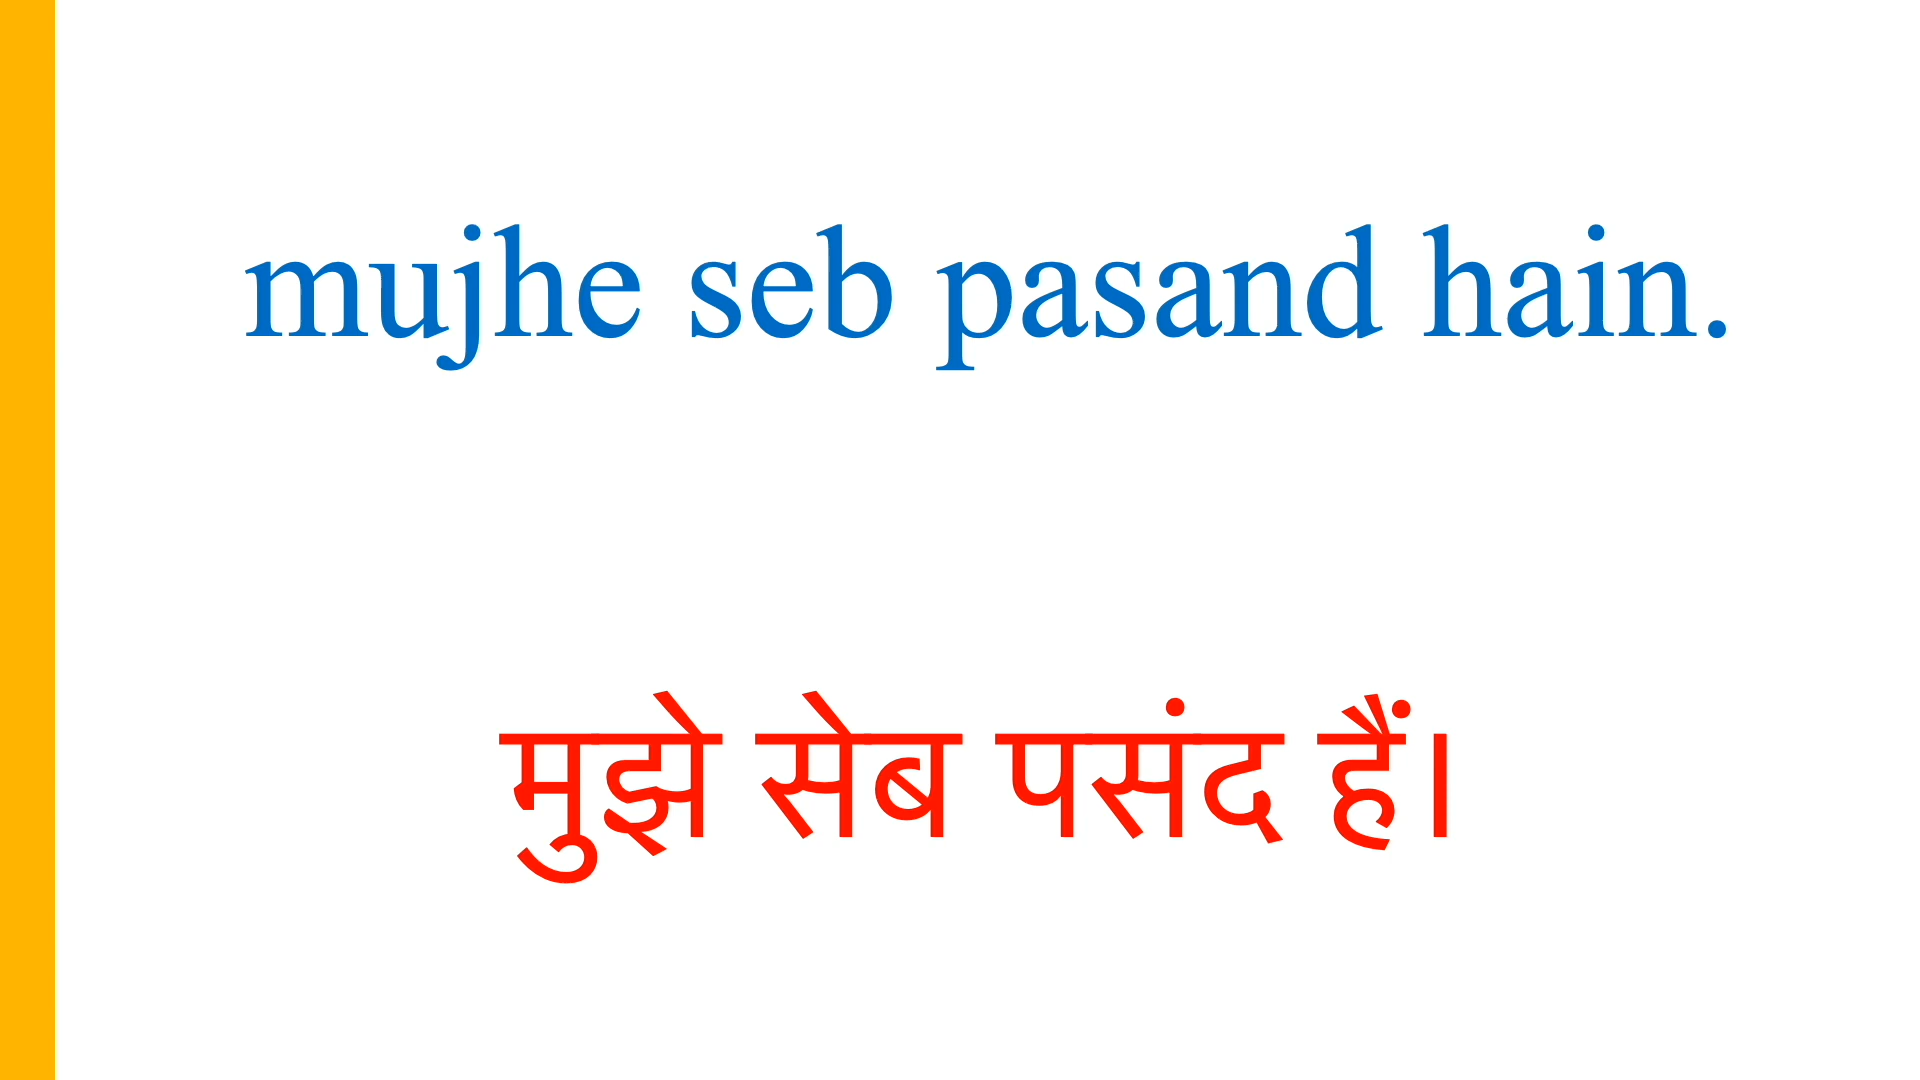 mujhe seb pasand hain.
मुझे सेब पसंद हैं।